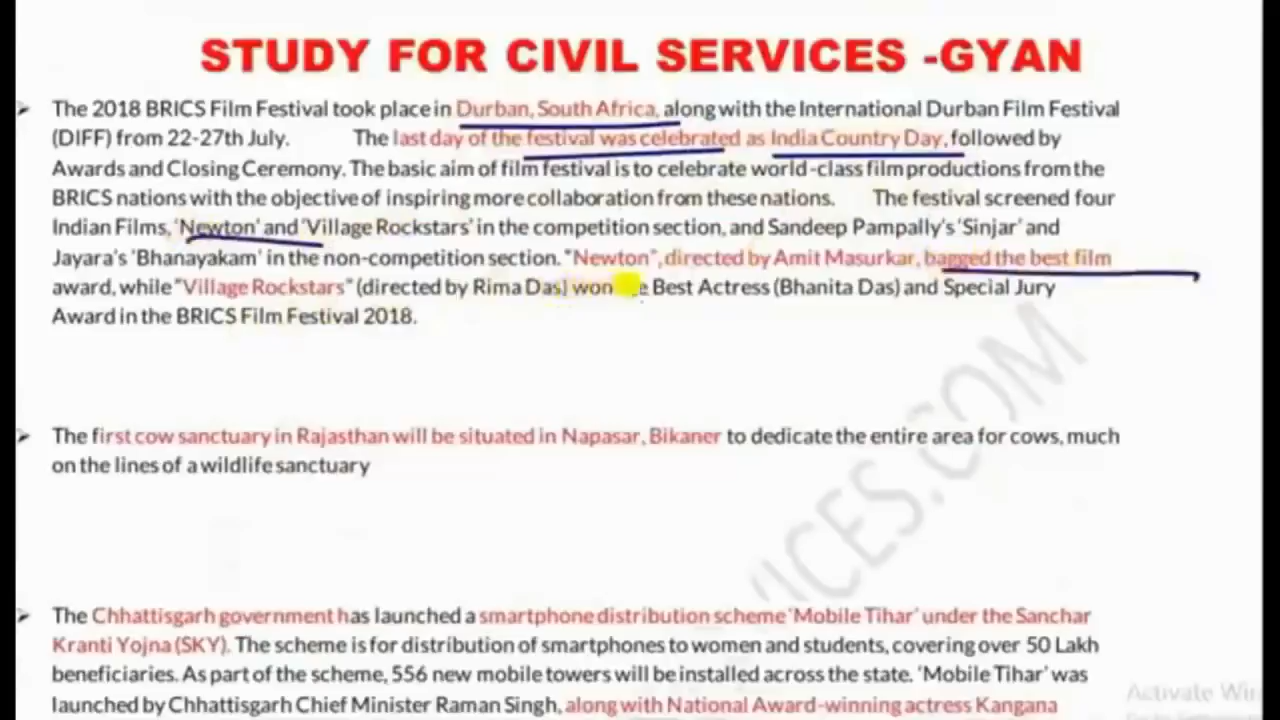 STUDY FOR CIVIL SERVICES -GYAN
The 2018 BRICS Film Festival took place in Durban, South Africa, along with the International Durban Film Festival
(DIFF) from 22-27th July. The last day of the festival was celebrated as India Country Day, followed by
Awards and Closing Ceremony. The basic aim of film festival is to celebrate world-class film productions from the
BRICS nations with the objective of inspiring more collaboration from these nations. The festival screened four
Indian Films, 'Newton' and 'Village Rockstars' in the competition section, and Sandeep Pampally's 'Sinjar' and
Jayara's 'Bhanayakam' in the non-competition section. "Newton", directed by Amit Masurkar, bagged the best film
award, while "Village Rockstars" (directed by Rima Das) won Best Actress (Bhanita Das) and Special Jury
Award in the BRICS Film Festival 2018.
The first cow sanctuary in Rajasthan will be situated in Napasar, Bikaner to dedicate the entire area for cows, much
on the lines of a wildlife sanctuary
The Chhattisgarh government has launched a smartphone distribution scheme 'Mobile Tihar' under the Sanchar
Kranti Yojna (SKY). The scheme is for distribution of smartphones to women and students, covering over 50 Lakh
beneficiaries. As part of the scheme, 556 new mobile towers will be installed across the state. 'Mobile Tihar' was
launched by Chhattisgarh Chief Minister Raman Singh, along with National Award-winning actress Kangana
VICES.COM
Activate Win